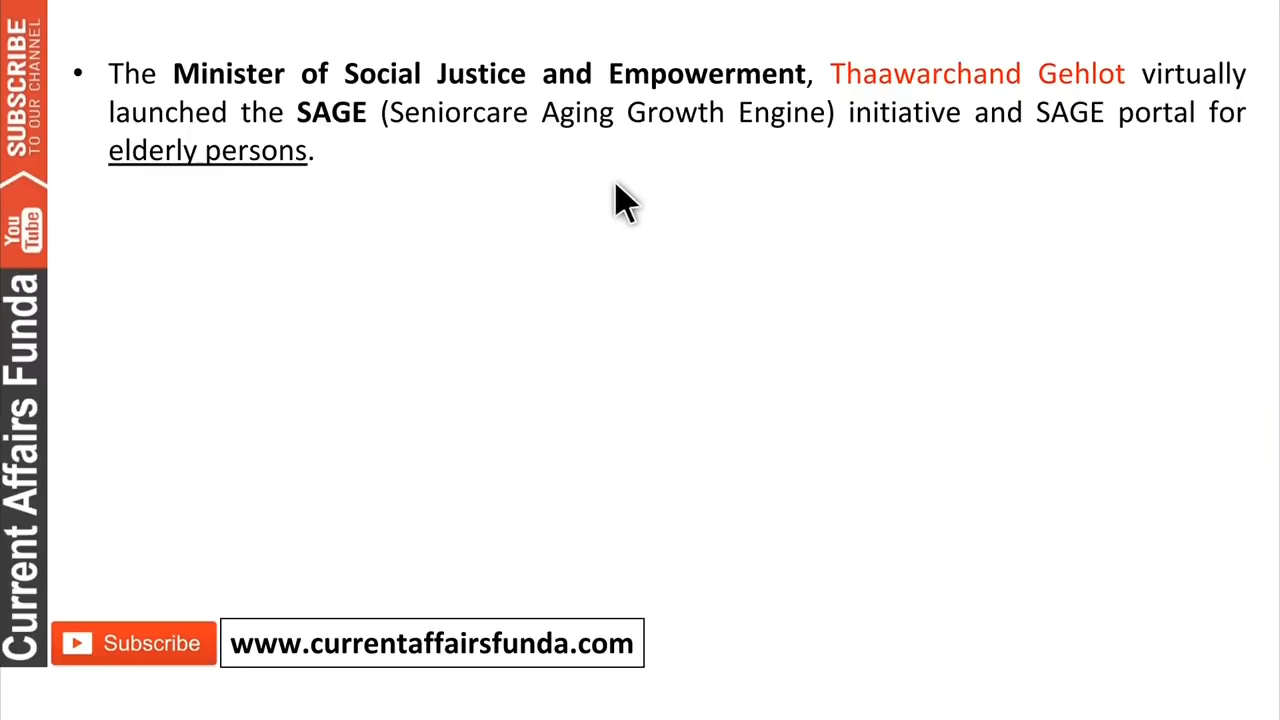 • The Minister of Social Justice and Empowerment, Thaawarchand Gehlot virtually
launched the SAGE (Seniorcare Aging Growth Engine) initiative and SAGE portal for
elderly persons.
SUBSCRIBE
TO OUR CHANNEL
You
Tube
Current Affairs Funda
Subscribe
www.currentaffairsfunda.com